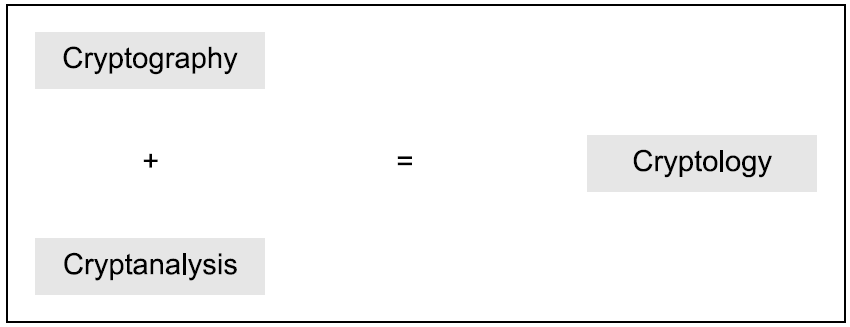 Cryptography
+
=
Cryptology
Cryptanalysis